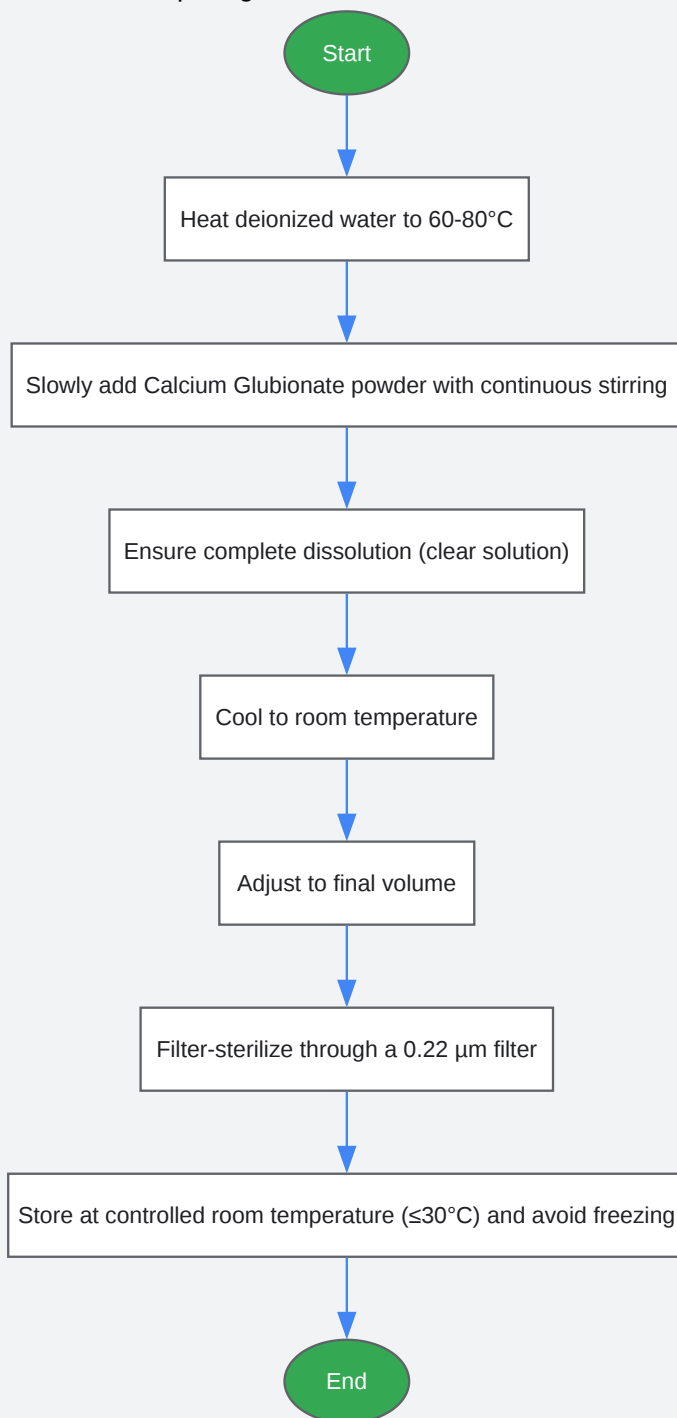 Start
Heat deionized water to 60-80°C
Slowly add Calcium Glubionate powder with continuous stirring
Ensure complete dissolution (clear solution)
Cool to room temperature
Adjust to final volume
Filter-sterilize through a 0.22 µm filter
Store at controlled room temperature (≤30°C) and avoid freezing
End